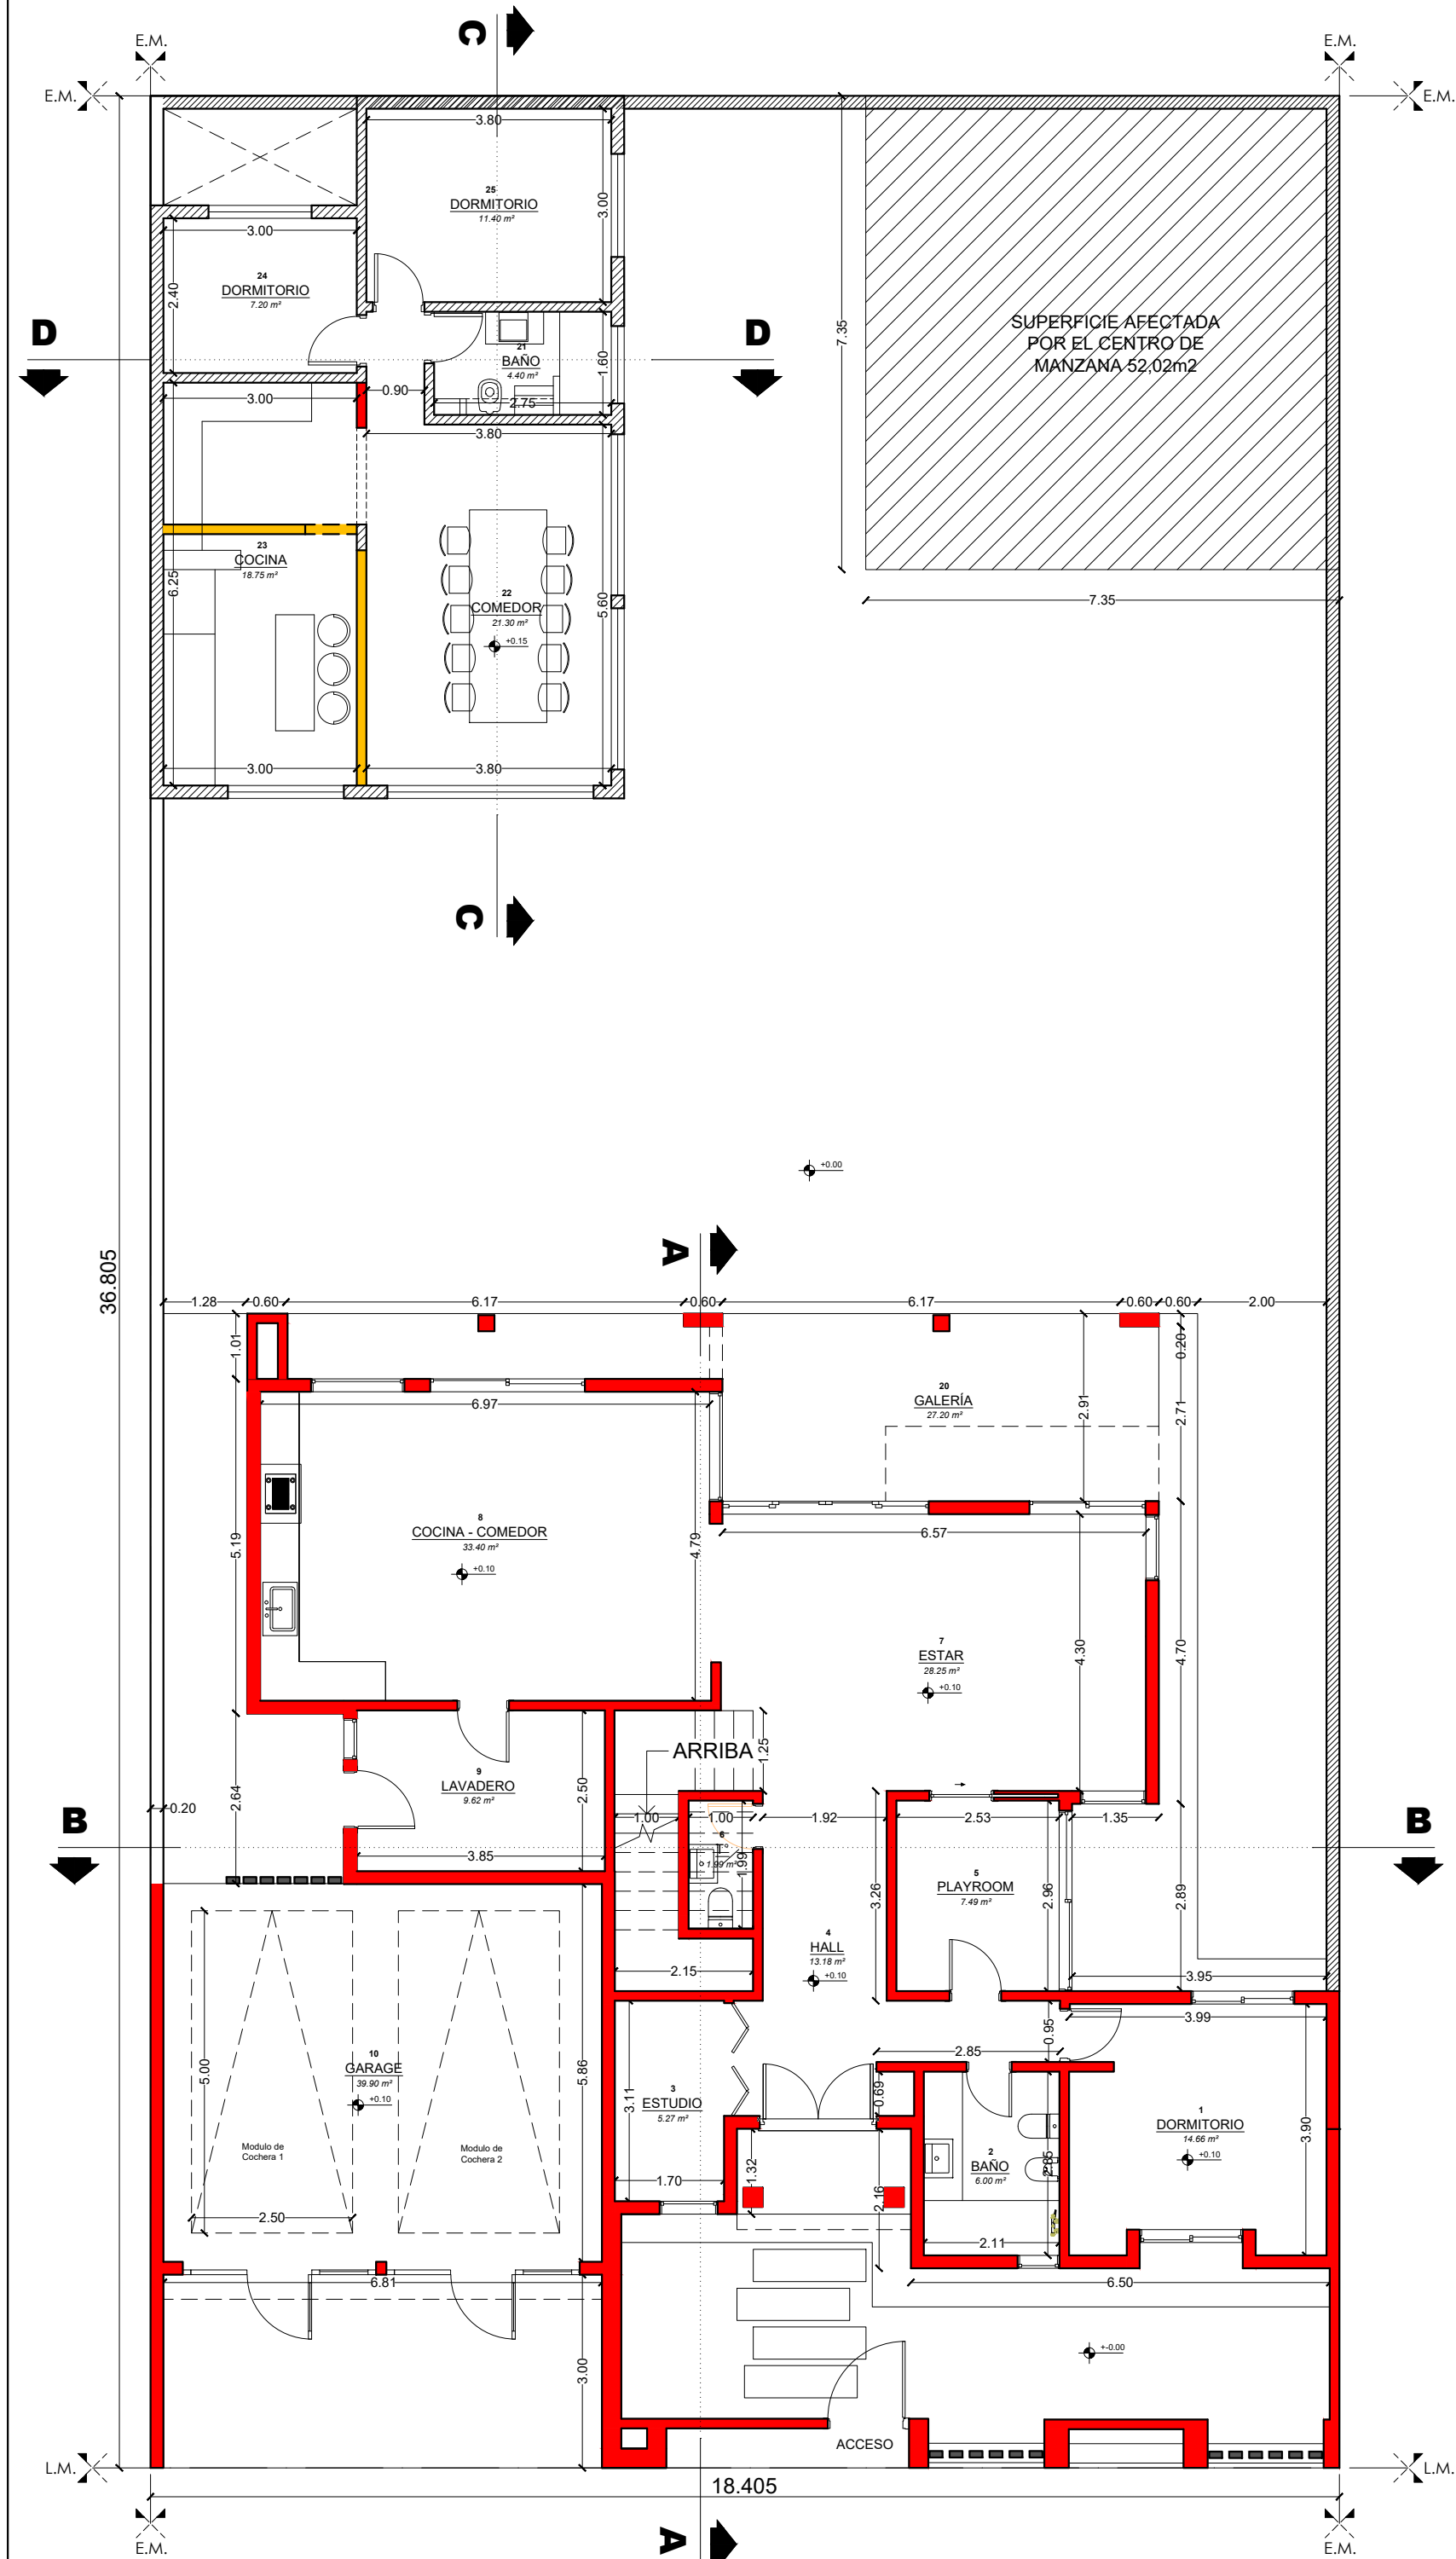 C
E.M.
E.M.
E.M.
E.M.
3.80
25
DORMITORIO
11.40 m²
3.00
3.00
24
DORMITORIO
7.20 m²
2.40
D
D
7.35
SUPERFICIE AFECTADA
POR EL CENTRO DE
MANZANA 52,02m2
21
BAÑO
4.40 m²
1.60
0.90
2.75
3.00
3.80
23
COCINA
18.75 m²
6.25
22
COMEDOR
21.30 m²
+0.15
5.60
7.35
3.00
3.80
C
+0.00
A
36.805
1.28
0.60
6.17
0.60
6.17
0.60
0.60
2.00
1.01
0.20
20
GALERÍA
27.20 m²
2.91
2.71
6.97
8
COCINA - COMEDOR
33.40 m²
+0.10
5.19
4.79
6.57
7
ESTAR
28.25 m²
+0.10
4.30
4.70
ARRIBA
1.25
9
LAVADERO
9.62 m²
2.50
2.64
0.20
1.00
1.00
1.92
2.53
1.35
B
B
6
1.99 m²
1.99
3.85
5
PLAYROOM
7.49 m²
2.96
3.26
2.89
4
HALL
13.18 m²
+0.10
2.15
3.95
3.99
0.95
2.85
10
GARAGE
39.90 m²
+0.10
5.00
5.86
3
ESTUDIO
5.27 m²
3.11
0.69
1
DORMITORIO
14.66 m²
+0.10
3.90
Modulo de
Cochera 1
Modulo de
Cochera 2
2
BAÑO
6.00 m²
2.85
1.32
2.16
1.70
2.50
2.11
6.81
6.50
3.00
+-0.00
ACCESO
L.M.
L.M.
18.405
A
E.M.
E.M.